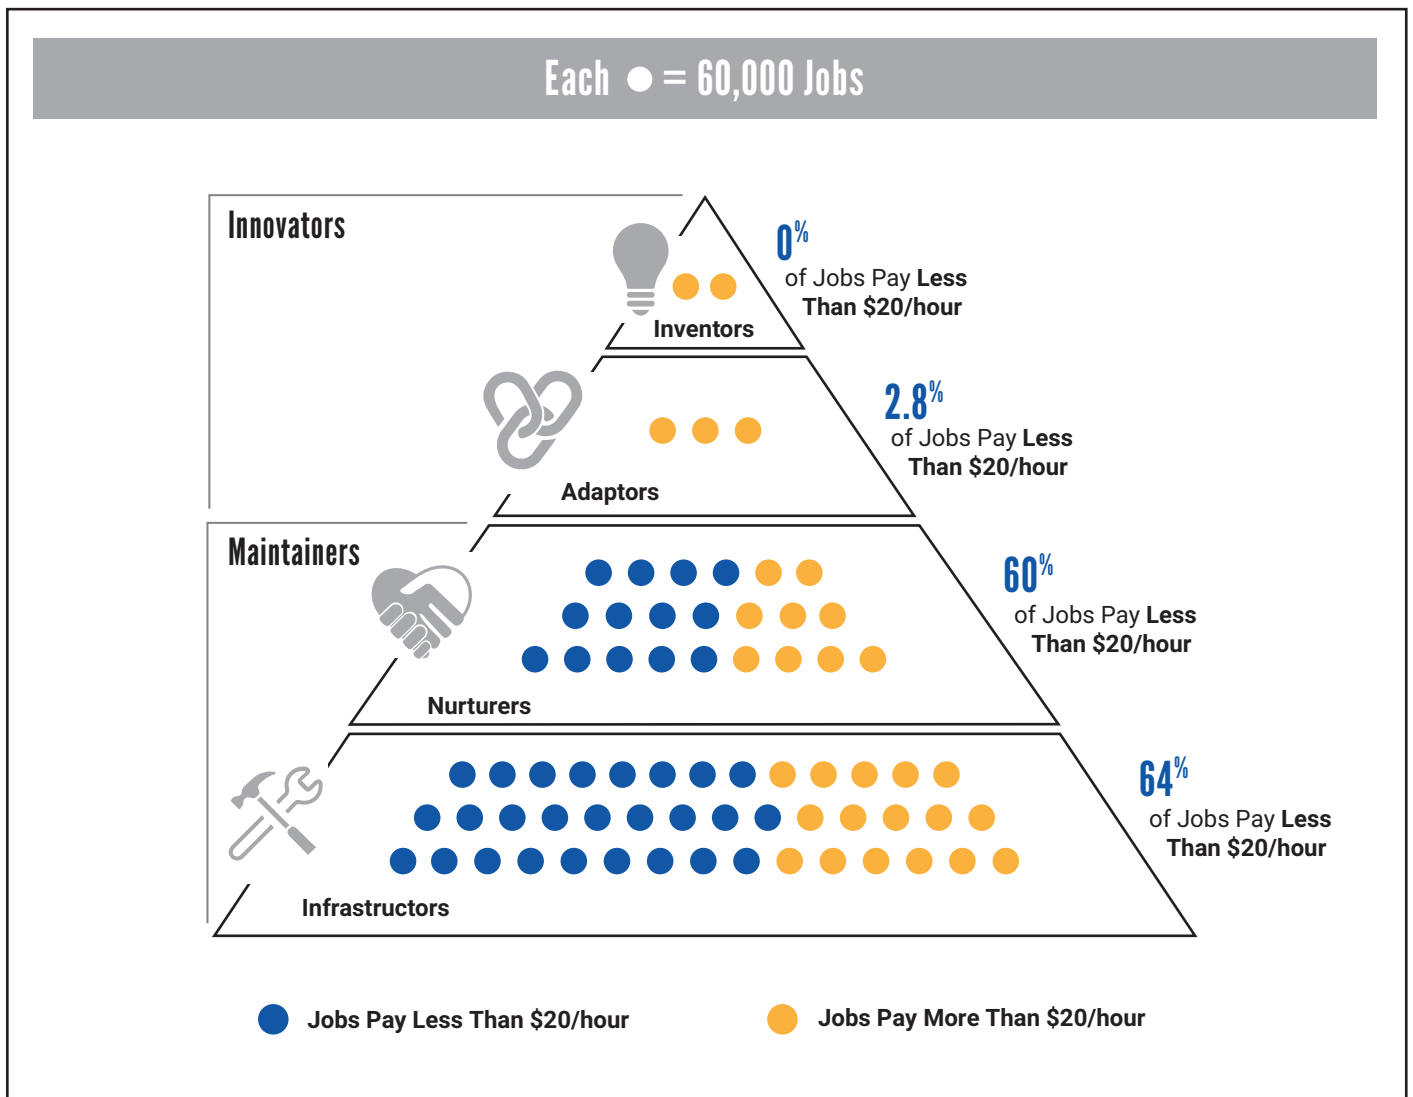 Each = 60,000 Jobs
Innovators
0%
of Jobs Pay Less
Than $20/hour
Inventors
2.8%
of Jobs Pay Less
Than $20/hour
Adaptors
Maintainers
60%
of Jobs Pay Less
Than $20/hour
Nurturers
64%
of Jobs Pay Less
Than $20/hour
Infrastructors
Jobs Pay Less Than $20/hour
Jobs Pay More Than $20/hour